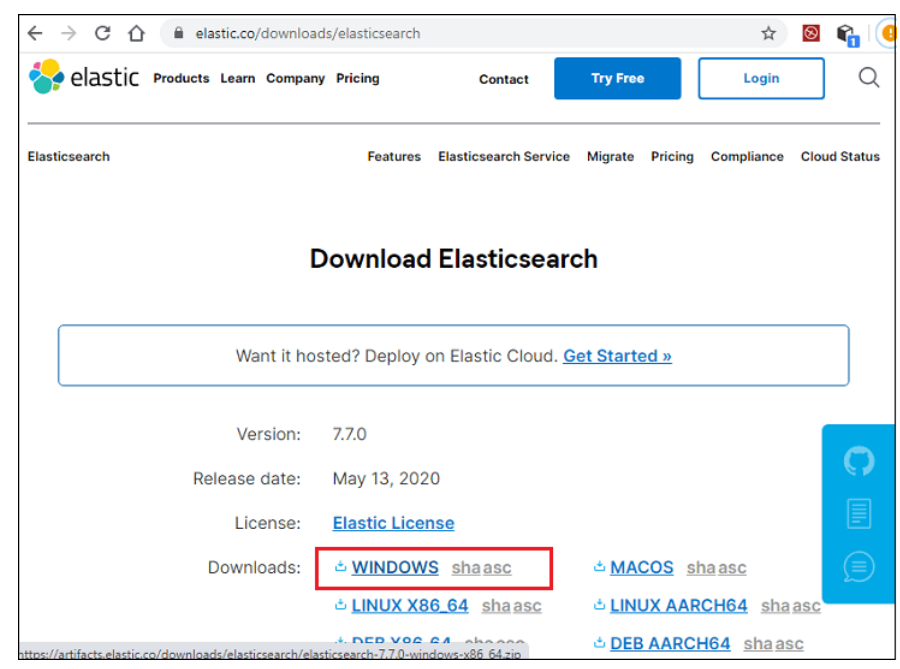 elastic.co/downloads/elasticsearch
1
elastic Products Learn Company Pricing Contact Try Free Login
Elasticsearch Features Elasticsearch Service Migrate Pricing Compliance Cloud Status
Download Elasticsearch
Want it hosted? Deploy on Elastic Cloud. Get Started »
Version: 7.7.0
Release date: May 13, 2020
License: Elastic License
Downloads: WINDOWS sha asc MACOS sha asc
LINUX X86_64 sha asc LINUX AARCH64 sha asc
DEB X86_64 sha asc DEB AARCH64 sha asc
https://artifacts.elastic.co/downloads/elasticsearch/elasticsearch-7.7.0-windows-x86_64.zip